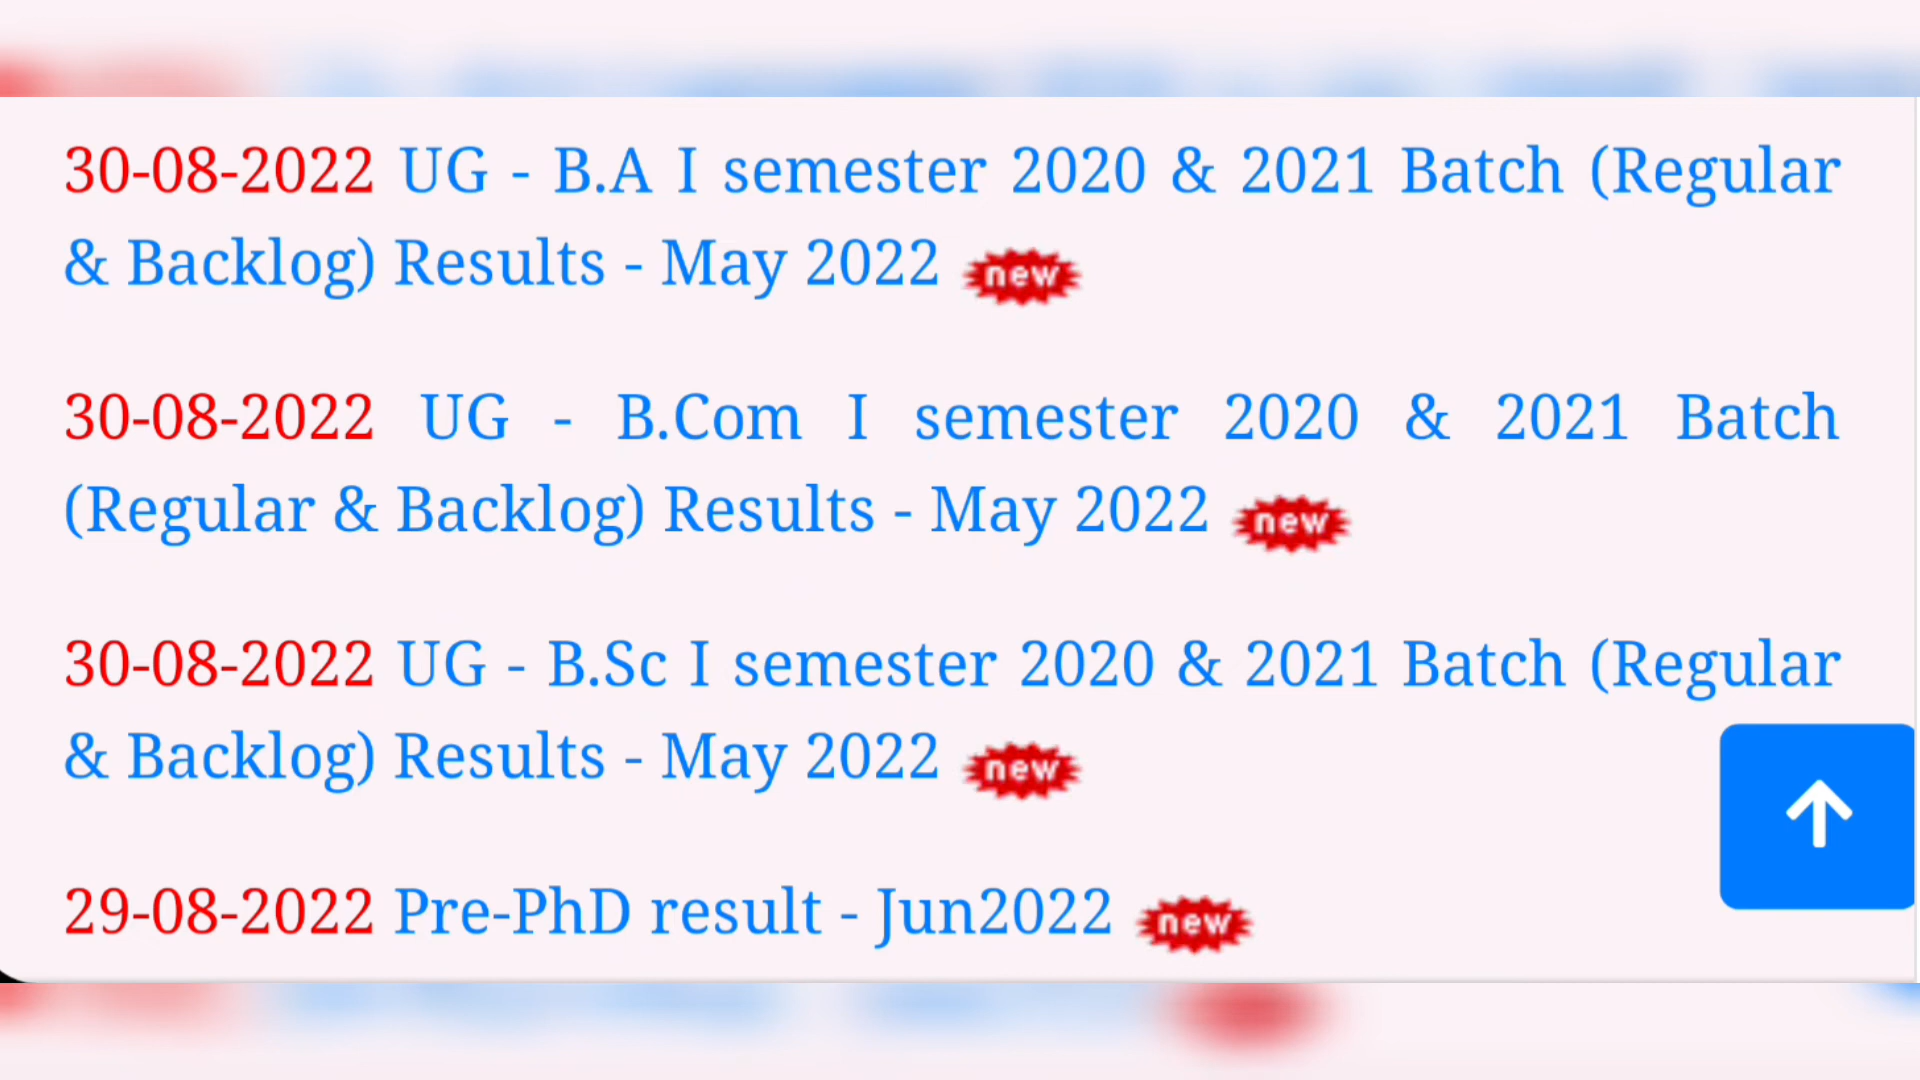 30-08-2022 UG - B.A I semester 2020 & 2021 Batch (Regular
& Backlog) Results - May 2022 new
30-08-2022 UG - B.Com I semester 2020 & 2021 Batch
(Regular & Backlog) Results - May 2022 new
30-08-2022 UG - B.Sc I semester 2020 & 2021 Batch (Regular
& Backlog) Results - May 2022 new
29-08-2022 Pre-PhD result - Jun2022 new